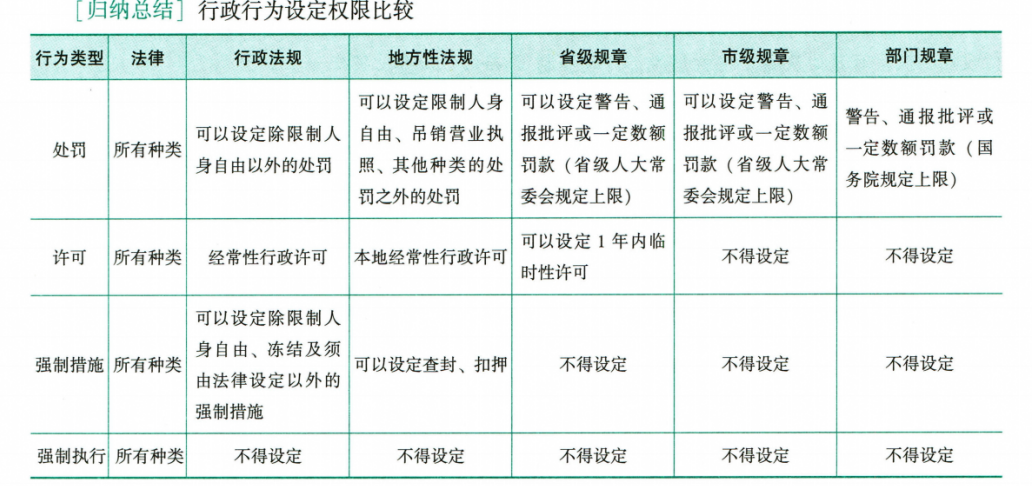 ［归纳总结］ 行政行为设定权限比较
行为类型 法律 行政法规 地方性法规 省级规章 市级规章 部门规章
处罚
所有种类
可以设定除限制人
身自由以外的处罚
可以设定限制人身
自由、吊销营业执
照、其他种类的处
罚之外的处罚
可以设定警告、通
报批评或一定数额
罚款（省级人大常
委会规定上限）
可以设定警告、通
报批评或一定数额
罚款（省级人大常
委会规定上限）
警告、通报批评或
一定数额罚款（国
务院规定上限）
许可
所有种类
经常性行政许可
本地经常性行政许可
可以设定 1 年内临
时性许可
不得设定
不得设定
强制措施
所有种类
可以设定除限制人
身自由、冻结及须
由法律设定以外的
强制措施
可以设定查封、扣押
不得设定
不得设定
不得设定
强制执行
所有种类
不得设定
不得设定
不得设定
不得设定
不得设定